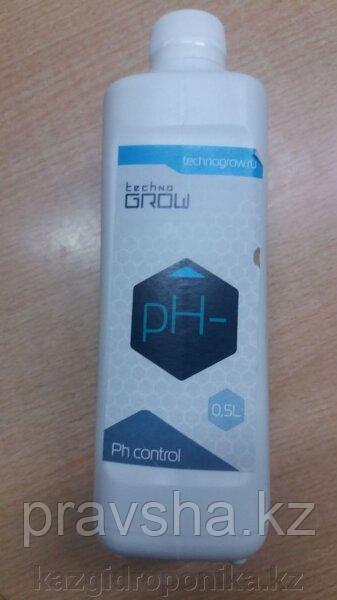 technogrow.ru
techno
GROW
pH-
0,5L
Ph control
pravsha.kz
kazgidroponika.kz